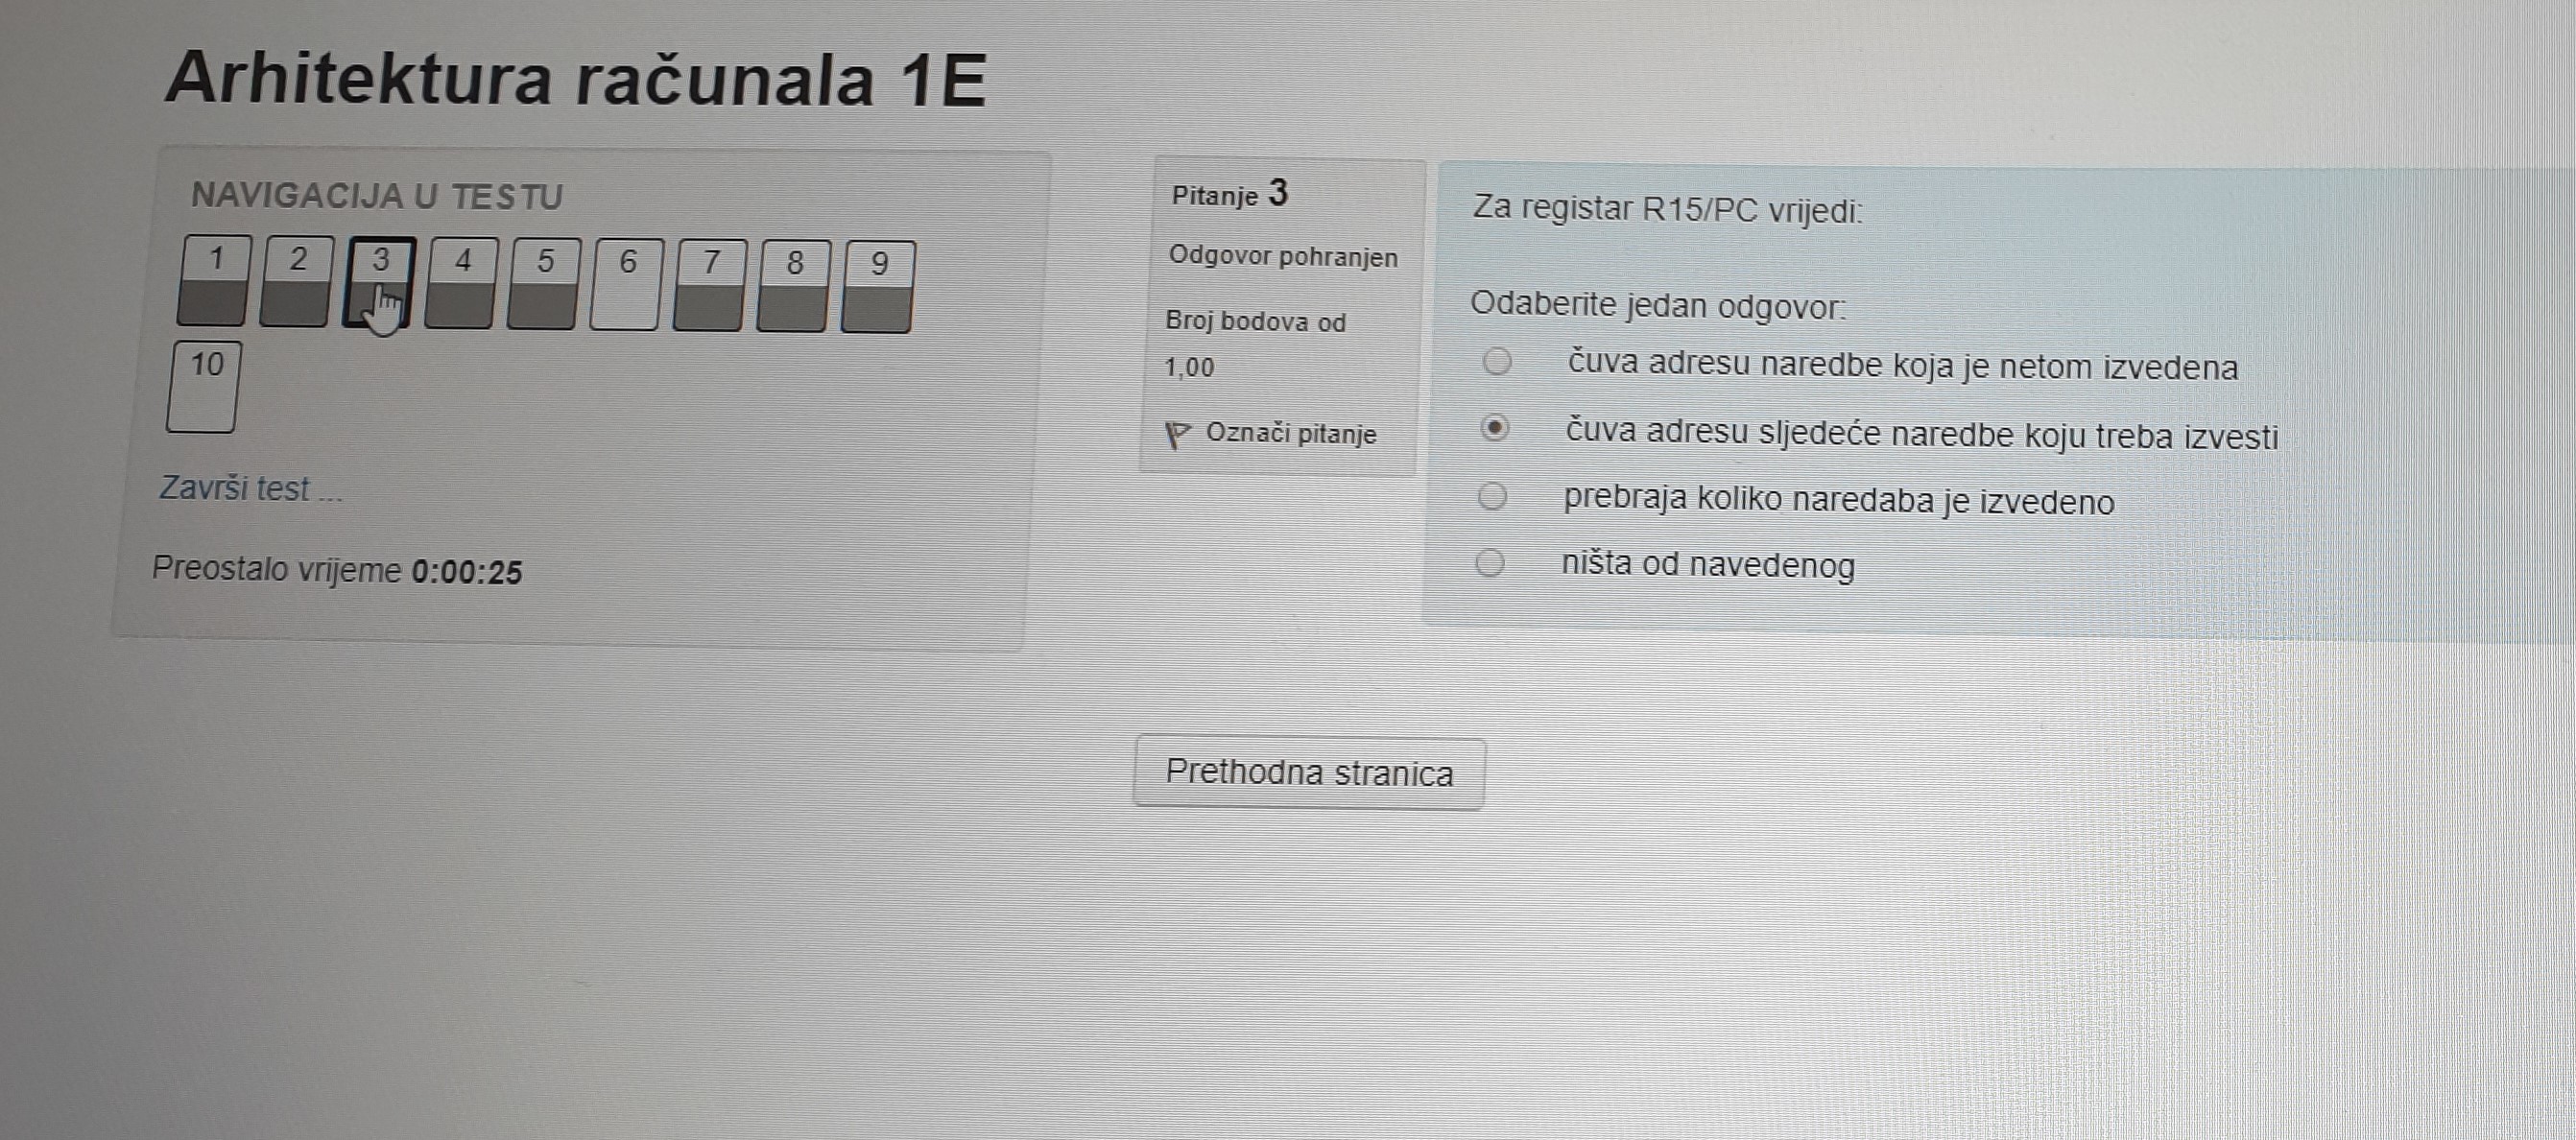 Arhitektura računala 1E
NAVIGACIJA U TESTU
1 2 3 4 5 6 7 8 9
10
Završi test ...
Preostalo vrijeme 0:00:25
Pitanje 3
Odgovor pohranjen
Broj bodova od
1,00
Označi pitanje
Za registar R15/PC vrijedi:
Odaberite jedan odgovor:
čuva adresu naredbe koja je netom izvedena
čuva adresu sljedeće naredbe koju treba izvesti
prebraja koliko naredaba je izvedeno
ništa od navedenog
Prethodna stranica